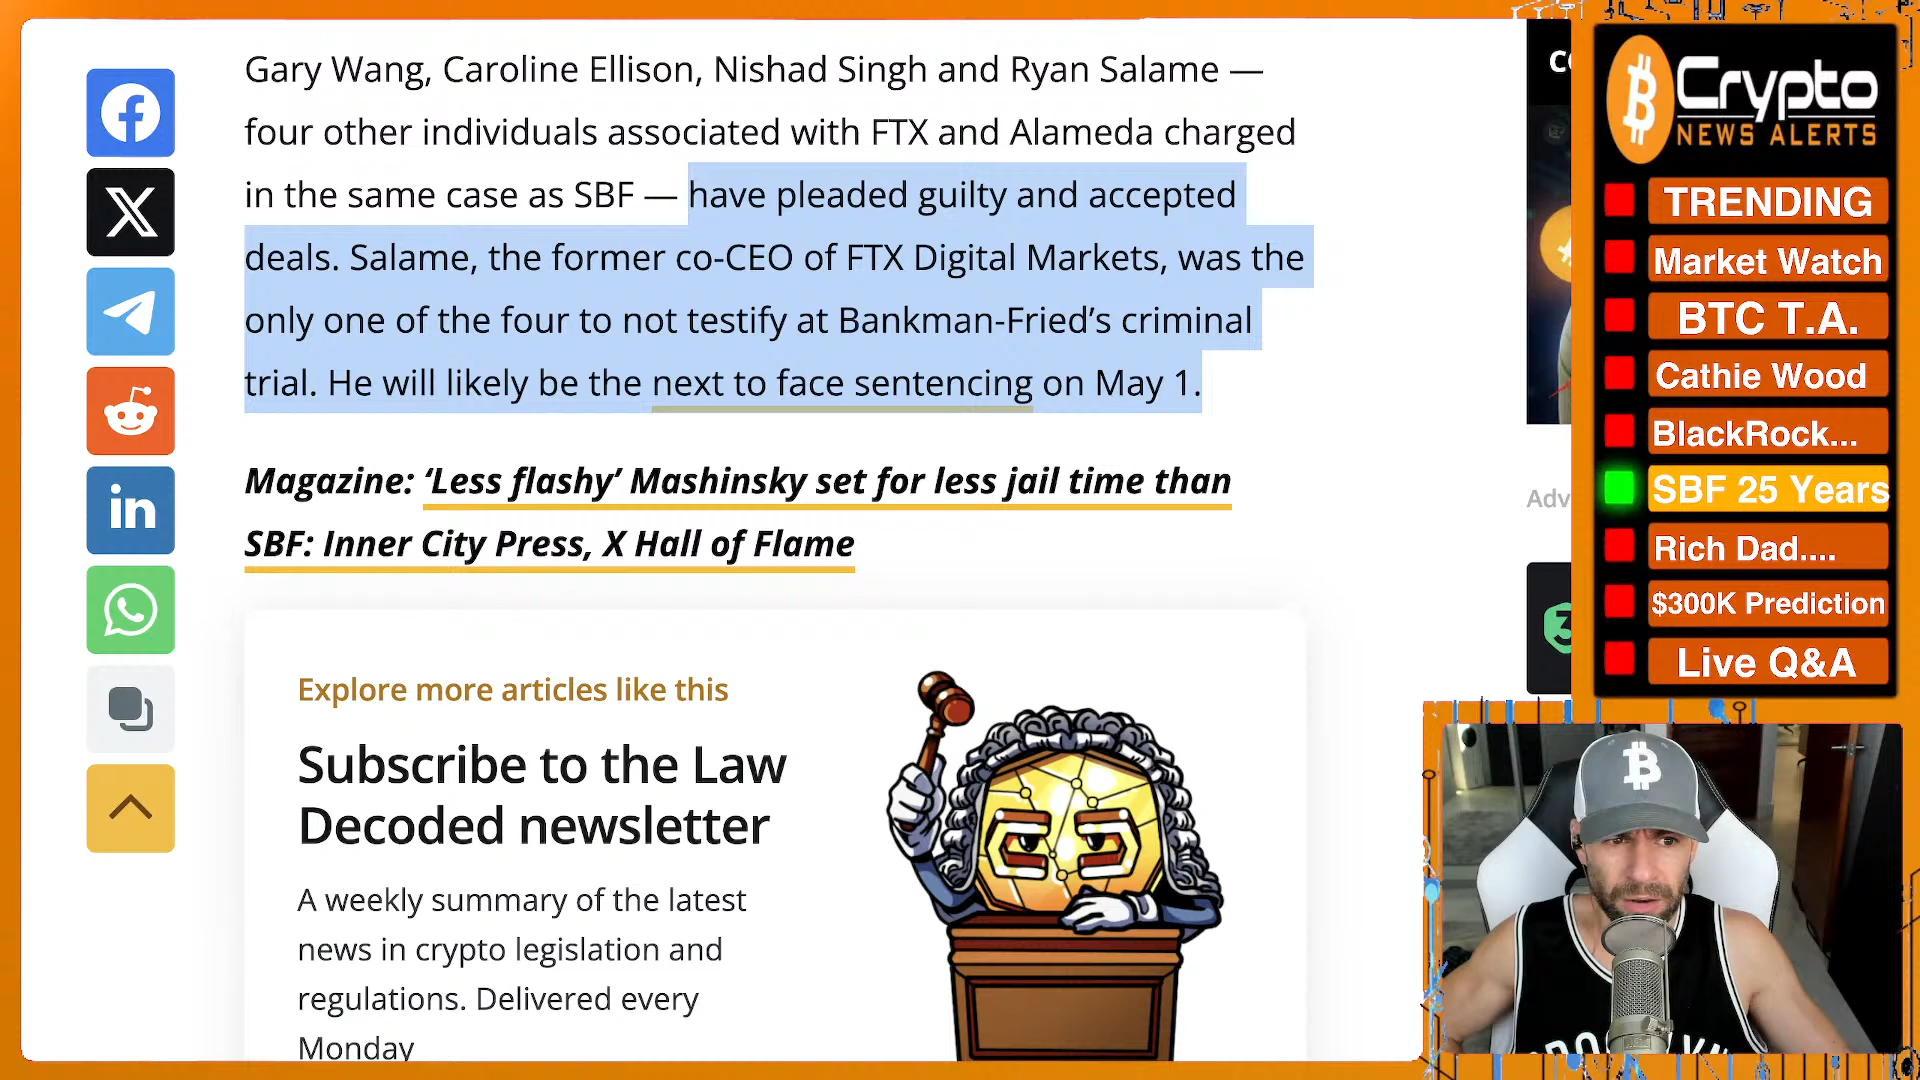 Gary Wang, Caroline Ellison, Nishad Singh and Ryan Salame —
four other individuals associated with FTX and Alameda charged
in the same case as SBF — have pleaded guilty and accepted
deals. Salame, the former co-CEO of FTX Digital Markets, was the
only one of the four to not testify at Bankman-Fried’s criminal
trial. He will likely be the next to face sentencing on May 1.
Magazine: ‘Less flashy’ Mashinsky set for less jail time than
SBF: Inner City Press, X Hall of Fame
Explore more articles like this
Subscribe to the Law
Decoded newsletter
A weekly summary of the latest
news in crypto legislation and
regulations. Delivered every
Monday
in
Adv
Crypto
NEWS ALERTS
TRENDING
Market Watch
BTC T.A.
Cathie Wood
BlackRock...
SBF 25 Years
Rich Dad....
$300K Prediction
Live Q&A